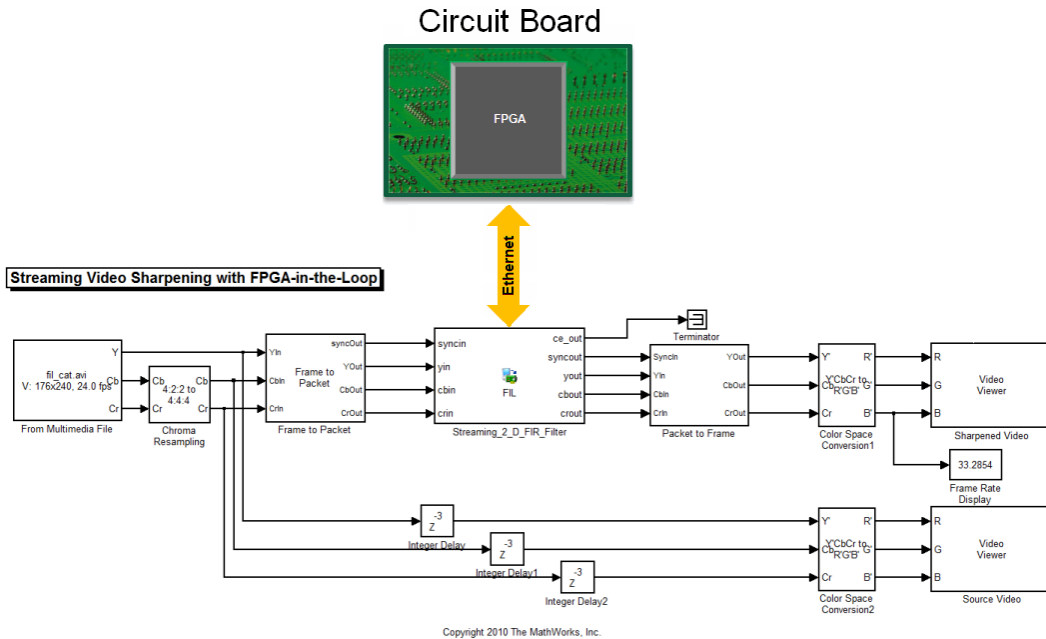 Circuit Board
FPGA
Ethernet
Streaming Video Sharpening with FPGA-in-the-Loop
fil_cat.avi
V: 176x240, 24.0 fps
Y
Cb
Cr
From Multimedia File
Cb
Cr
4:2:2 to
4:4:4
Cb
Cr
Chroma
Resampling
YIn
CbIn
CrIn
Frame to
Packet
syncOut
YOut
CbOut
CrOut
Frame to Packet
syncin
yin
cbin
crin
FIL
ce_out
syncout
yout
cbout
crout
Streaming_2_D_FIR_Filter
Terminator
SyncIn
YIn
CbIn
CrIn
YOut
CbOut
CrOut
Packet to Frame
Y'
Cb
Cr
Y'CbCr to
R'G'B'
R'
G'
B'
Color Space
Conversion1
R
G
B
Video
Viewer
Sharpened Video
33.2854
Frame Rate
Display
-3
Z
Integer Delay
-3
Z
Integer Delay1
-3
Z
Integer Delay2
Y'
Cb
Cr
Y'CbCr to
R'G'B'
R'
G'
B'
Color Space
Conversion2
R
G
B
Video
Viewer
Source Video
Copyright 2010 The MathWorks, Inc.